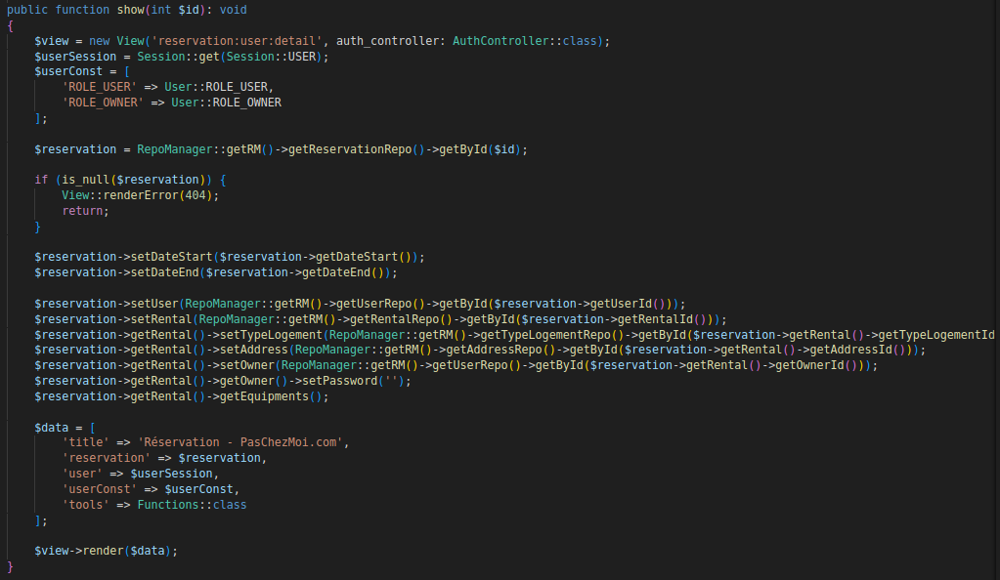 public function show(int $id): void
{
    $view = new View('reservation:user:detail', auth_controller: AuthController::class);
    $userSession = Session::get(Session::USER);
    $userConst = [
        'ROLE_USER' => User::ROLE_USER,
        'ROLE_OWNER' => User::ROLE_OWNER
    ];
    $reservation = RepoManager::getRM()->getReservationRepo()->getById($id);
    if (is_null($reservation)) {
        View::renderError(404);
        return;
    }
    $reservation->setDateStart($reservation->getDateStart());
    $reservation->setDateEnd($reservation->getDateEnd());
    $reservation->setUser(RepoManager::getRM()->getUserRepo()->getById($reservation->getUserId()));
    $reservation->setRental(RepoManager::getRM()->getRentalRepo()->getById($reservation->getRentalId()));
    $reservation->getRental()->setTypeLogement(RepoManager::getRM()->getTypeLogementRepo()->getById($reservation->getRental()->getTypeLogementId
    $reservation->getRental()->setAddress(RepoManager::getRM()->getAddressRepo()->getById($reservation->getRental()->getAddressId()));
    $reservation->getRental()->setOwner(RepoManager::getRM()->getUserRepo()->getById($reservation->getRental()->getOwnerId()));
    $reservation->getRental()->getOwner()->setPassword('');
    $reservation->getRental()->getEquipments();
    $data = [
        'title' => 'Réservation - PasChezMoi.com',
        'reservation' => $reservation,
        'user' => $userSession,
        'userConst' => $userConst,
        'tools' => Functions::class
    ];
    $view->render($data);
}